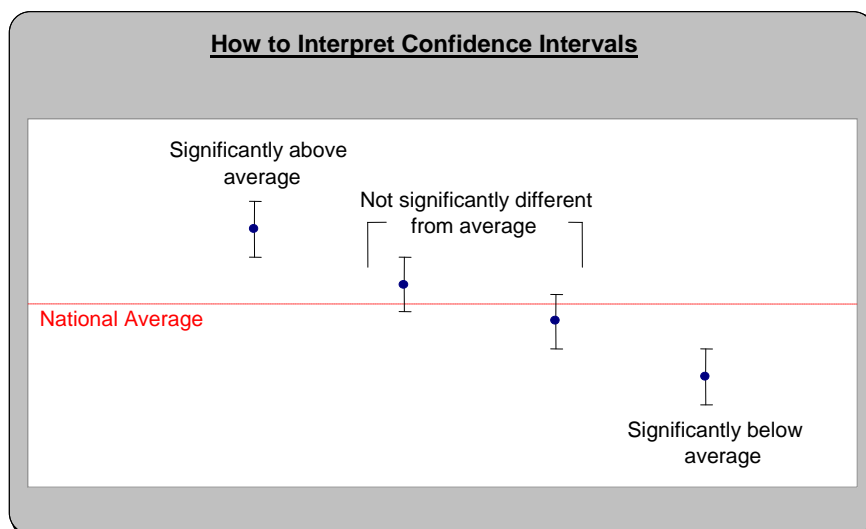 How to Interpret Confidence Intervals
Significantly above
average
Not significantly different
from average
National Average
Significantly below
average